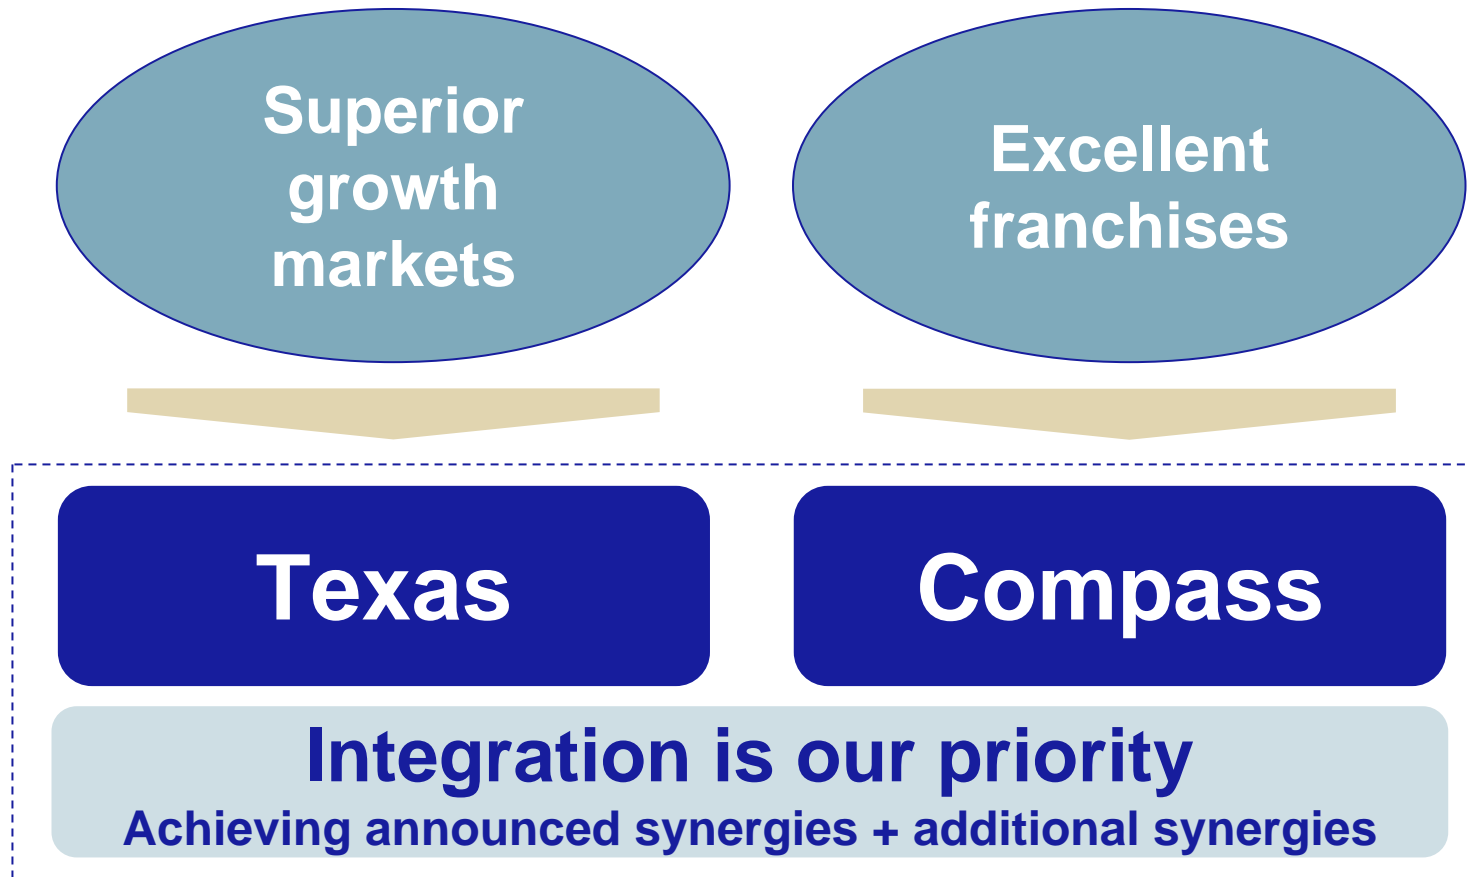 Superior
growth
markets
Excellent
franchises
Texas
Compass
Integration is our priority
Achieving announced synergies + additional synergies